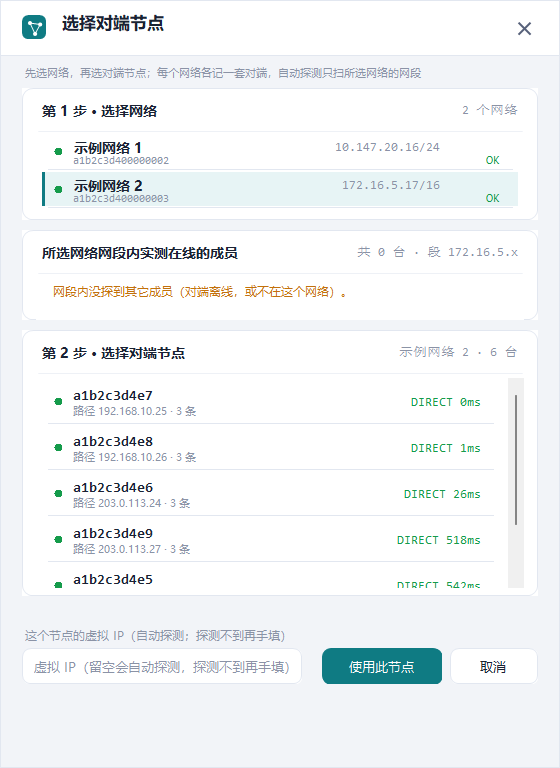 选择对端节点
先选网络，再选对端节点；每个网络各记一套对端，自动探测只扫所选网络的网段
第 1 步 • 选择网络
2 个网络
示例网络 1
10.147.20.16/24
a1b2c3d400000002
OK
示例网络 2
172.16.5.17/16
a1b2c3d400000003
OK
所选网络网段内实测在线的成员
共 0 台 · 段 172.16.5.x
网段内没探到其它成员（对端离线，或不在这个网络）。
第 2 步 • 选择对端节点
示例网络 2 · 6 台
a1b2c3d4e7
路径 192.168.10.25 · 3 条
DIRECT 0ms
a1b2c3d4e8
路径 192.168.10.26 · 3 条
DIRECT 1ms
a1b2c3d4e6
路径 203.0.113.24 · 3 条
DIRECT 26ms
a1b2c3d4e9
路径 203.0.113.27 · 3 条
DIRECT 518ms
a1b2c3d4e5
DIRECT 542ms
这个节点的虚拟 IP（自动探测；探测不到再手填）
虚拟 IP（留空会自动探测，探测不到再手填）
使用此节点
取消